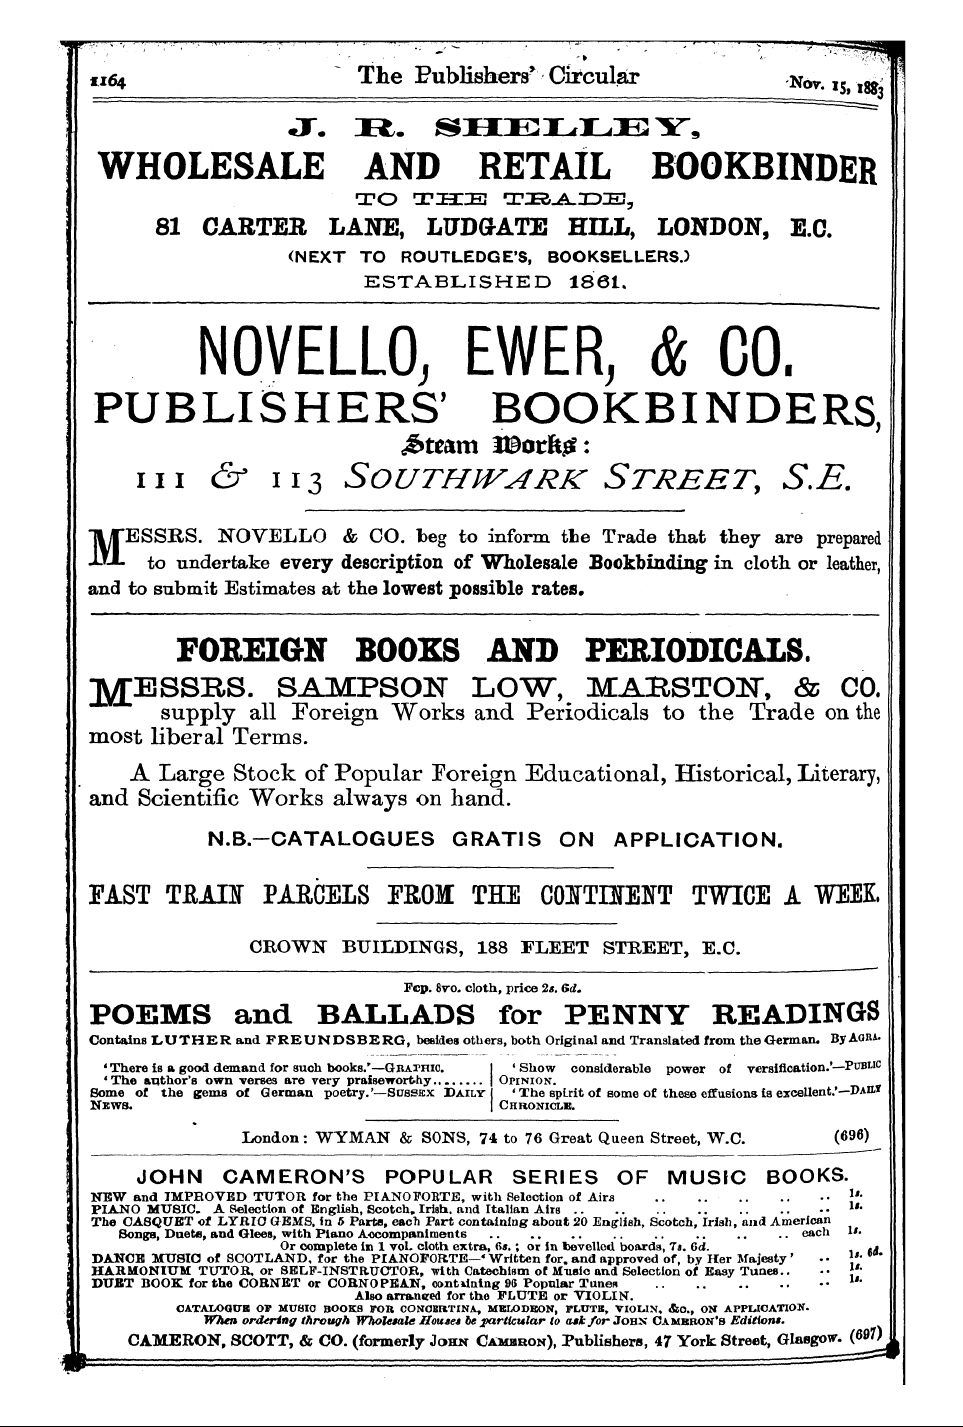 1164 The Publishers' Circular Nov. 15, 1883
J. R. SHELLEY,
WHOLESALE AND RETAIL BOOKBINDER
TO THE TRADE,
81 CARTER LANE, LUDGATE HILL, LONDON, E.C.
(NEXT TO ROUTLEDGE'S, BOOKSELLERS.)
ESTABLISHED 1861.
NOVELLO, EWER, & CO.
PUBLISHERS' BOOKBINDERS,
Steam Works:
111 & 113 SOUTHWARK STREET, S.E.
MESSRS. NOVELLO & CO. beg to inform the Trade that they are prepared
to undertake every description of Wholesale Bookbinding in cloth or leather,
and to submit Estimates at the lowest possible rates.
FOREIGN BOOKS AND PERIODICALS.
MESSRS. SAMPSON LOW, MARSTON, & CO.
supply all Foreign Works and Periodicals to the Trade on the
most liberal Terms.
A Large Stock of Popular Foreign Educational, Historical, Literary,
and Scientific Works always on hand.
N.B.—CATALOGUES GRATIS ON APPLICATION.
FAST TRAIN PARCELS FROM THE CONTINENT TWICE A WEEK.
CROWN BUILDINGS, 188 FLEET STREET, E.C.
Fcp. 8vo. cloth, price 2s. 6d.
POEMS and BALLADS for PENNY READINGS
Contains LUTHER and FREUNDSBERG, besides others, both Original and Translated from the German. By AGRA.
'There is a good demand for such books.'—GRAPHIC.
'The author's own verses are very praiseworthy.........
Some of the gems of German poetry.'—SUSSEX DAILY
NEWS.
'Show considerable power of versification.'—PUBLIC
OPINION.
'The spirit of some of these effusions is excellent.'—DAILY
CHRONICLE.
London: WYMAN & SONS, 74 to 76 Great Queen Street, W.C. (696)
JOHN CAMERON'S POPULAR SERIES OF MUSIC BOOKS.
NEW and IMPROVED TUTOR for the PIANOFORTE, with Selection of Airs .. .. .. .. .. 1s.
PIANO MUSIC. A Selection of English, Scotch, Irish, and Italian Airs .. .. .. .. .. .. .. 1s.
The CASQUET of LYRIC GEMS, in 5 Parts, each Part containing about 20 English, Scotch, Irish, and American
Songs, Duets, and Glees, with Piano Accompaniments .. .. .. .. .. .. .. .. each 1s.
Or complete in 1 vol. cloth extra, 6s.; or in bevelled boards, 7s. 6d.
DANCE MUSIC of SCOTLAND, for the PIANOFORTE—'Written for, and approved of, by Her Majesty' .. 1s. 6d.
HARMONIUM TUTOR, or SELF-INSTRUCTOR, with Catechism of Music and Selection of Easy Tunes.. .. 1s.
DUET BOOK for the CORNET or CORNOPEAN, containing 96 Popular Tunes .. .. .. .. .. 1s.
Also arranged for the FLUTE or VIOLIN.
CATALOGUE OF MUSIC BOOKS FOR CONCERTINA, MELODEON, FLUTE, VIOLIN, &c., ON APPLICATION.
When ordering through Wholesale Houses be particular to ask for JOHN CAMERON'S Editions.
CAMERON, SCOTT, & CO. (formerly JOHN CAMERON), Publishers, 47 York Street, Glasgow. (697)